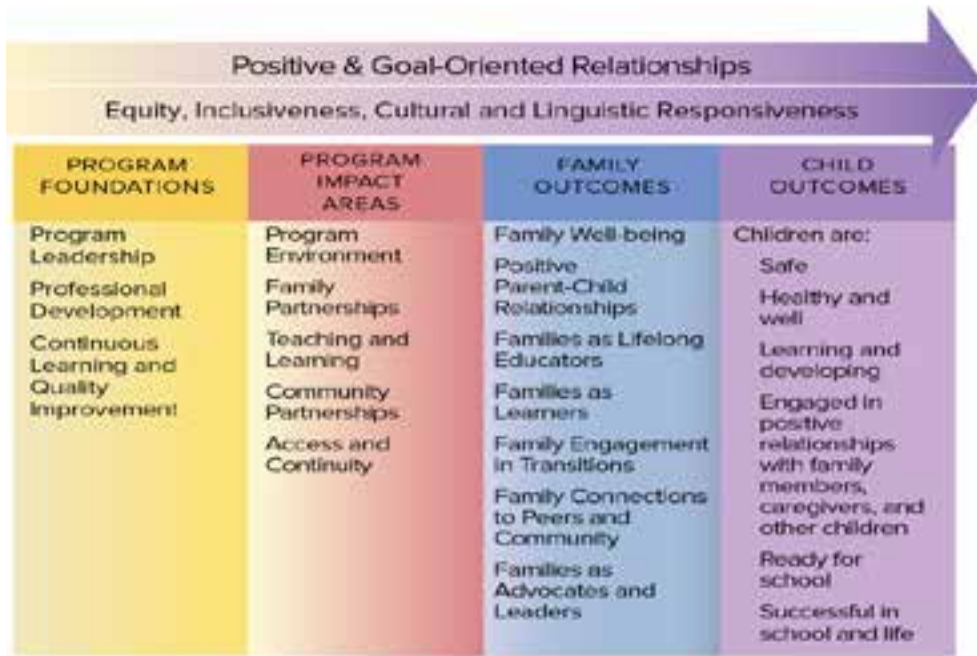 Positive & Goal-Oriented Relationships
Equity, Inclusiveness, Cultural and Linguistic Responsiveness
PROGRAM
FOUNDATIONS
Program
Leadership
Professional
Development
Continuous
Learning and
Quality
Improvement
PROGRAM
IMPACT
AREAS
Program
Environment
Family
Partnerships
Teaching and
Learning
Community
Partnerships
Access and
Continuity
FAMILY
OUTCOMES
Family Well-being
Positive
Parent-Child
Relationships
Families as Lifelong
Educators
Families as
Learners
Family Engagement
in Transitions
Family Connections
to Peers and
Community
Families as
Advocates and
Leaders
CHILD
OUTCOMES
Children are:
Safe
Healthy and
well
Learning and
developing
Engaged in
positive
relationships
with family
members,
caregivers, and
other children
Ready for
school
Successful in
school and life